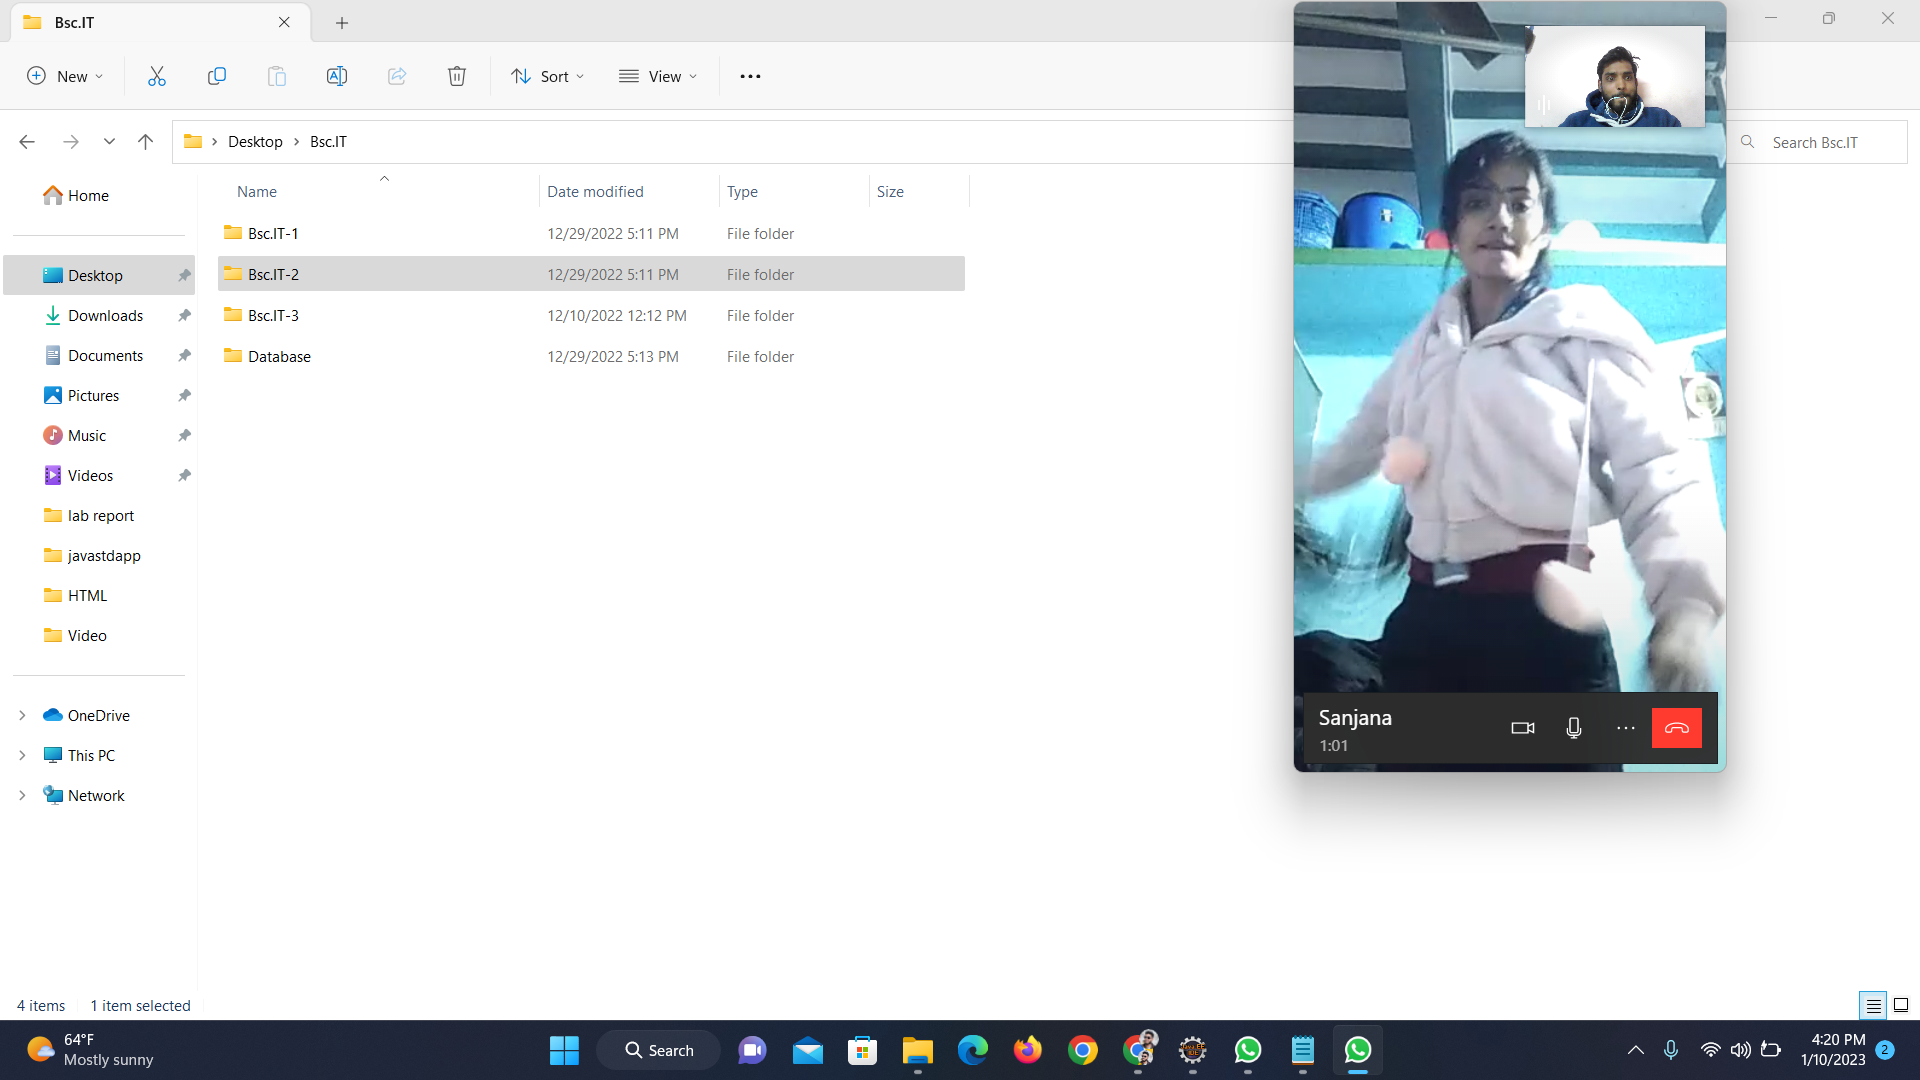 Bsc.IT
New
Sort
View
Desktop
Bsc.IT
Search Bsc.IT
Name
Date modified
Type
Size
Bsc.IT-1 12/29/2022 5:11 PM File folder
Bsc.IT-2 12/29/2022 5:11 PM File folder
Bsc.IT-3 12/10/2022 12:12 PM File folder
Database 12/29/2022 5:13 PM File folder
Home
Desktop
Downloads
Documents
Pictures
Music
Videos
lab report
javastdapp
HTML
Video
OneDrive
This PC
Network
Sanjana
1:01
4 items 1 item selected
64°F
Mostly sunny
Search
4:20 PM
1/10/2023
2